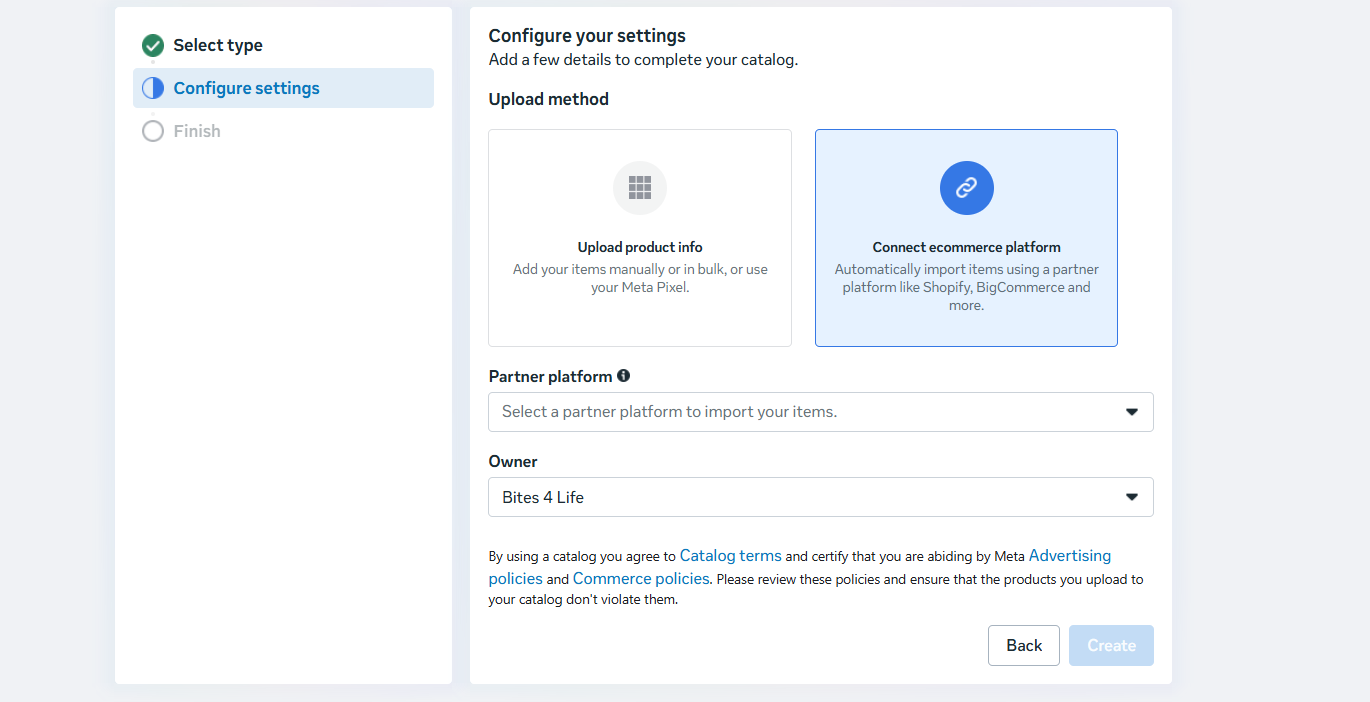 Select type
Configure settings
Finish
Configure your settings
Add a few details to complete your catalog.
Upload method
Upload product info
Add your items manually or in bulk, or use
your Meta Pixel.
Connect ecommerce platform
Automatically import items using a partner
platform like Shopify, BigCommerce and
more.
Partner platform
Select a partner platform to import your items.
Owner
Bites 4 Life
By using a catalog you agree to Catalog terms and certify that you are abiding by Meta Advertising
policies and Commerce policies. Please review these policies and ensure that the products you upload to
your catalog don't violate them.
Back
Create